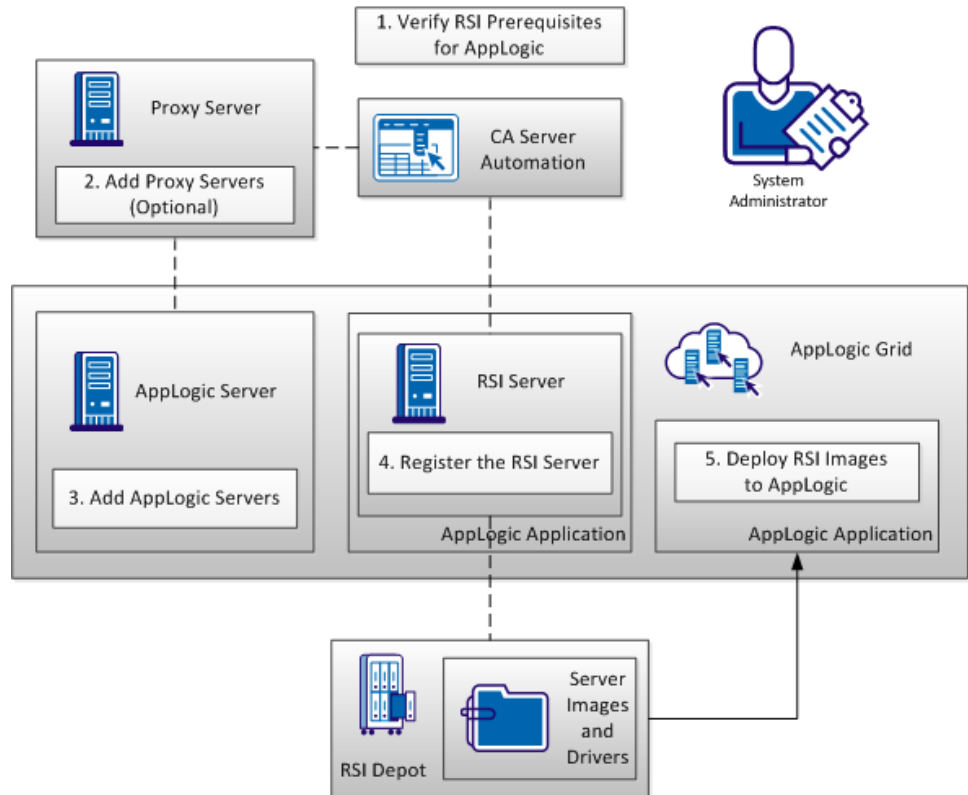 1. Verify RSI Prerequisites
for AppLogic
Proxy Server
2. Add Proxy Servers
(Optional)
CA Server
Automation
System
Administrator
AppLogic Server
3. Add AppLogic Servers
RSI Server
4. Register the RSI Server
AppLogic Application
AppLogic Grid
5. Deploy RSI Images
to AppLogic
AppLogic Application
RSI Depot
Server
Images
and
Drivers